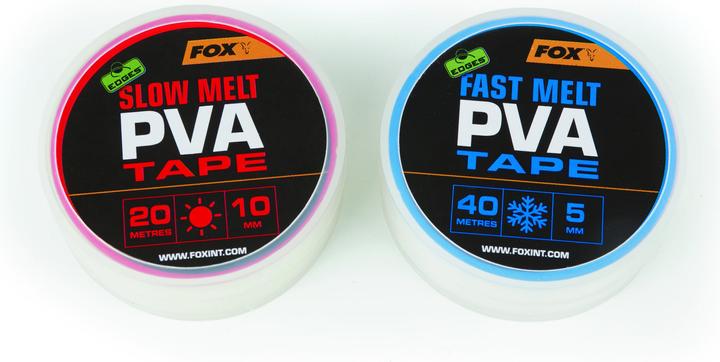 FOX
EDGES
SLOW MELT
PVA
TAPE
20 METRES
10 MM
WWW.FOXINT.COM
FOX
EDGES
FAST MELT
PVA
TAPE
40 METRES
5 MM
WWW.FOXINT.COM